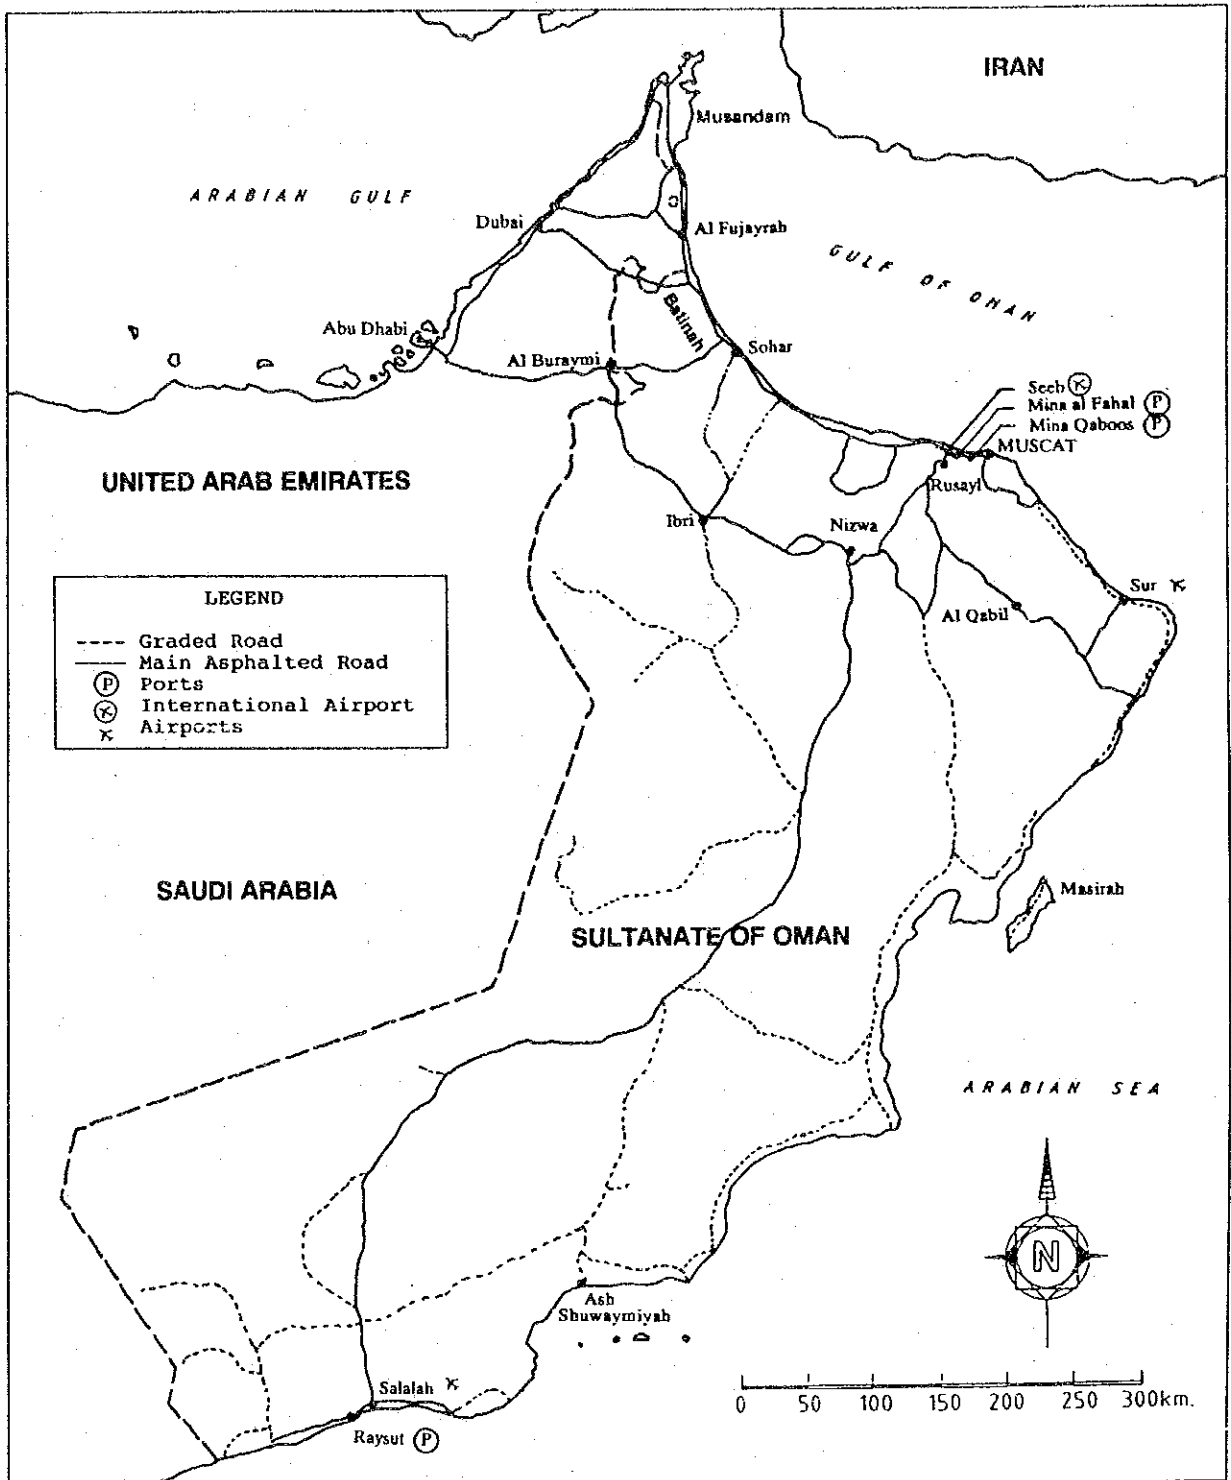 IRAN
Musandam
ARABIAN GULF
Dubai
Al Fujayrah
GULF OF OMAN
Batinah
Abu Dhabi
Sohar
Al Buraymi
Seeb
Mina al Fahal P
Mina Qaboos P
MUSCAT
UNITED ARAB EMIRATES
Rusayl
Ibri
Nizwa
Sur
Al Qabil
LEGEND
Graded Road
Main Asphalted Road
P Ports
International Airport
Airports
SAUDI ARABIA
Masirah
SULTANATE OF OMAN
ARABIAN SEA
N
Ash
Shuwaymiyah
Salalah
Raysut P
0 50 100 150 200 250 300km.